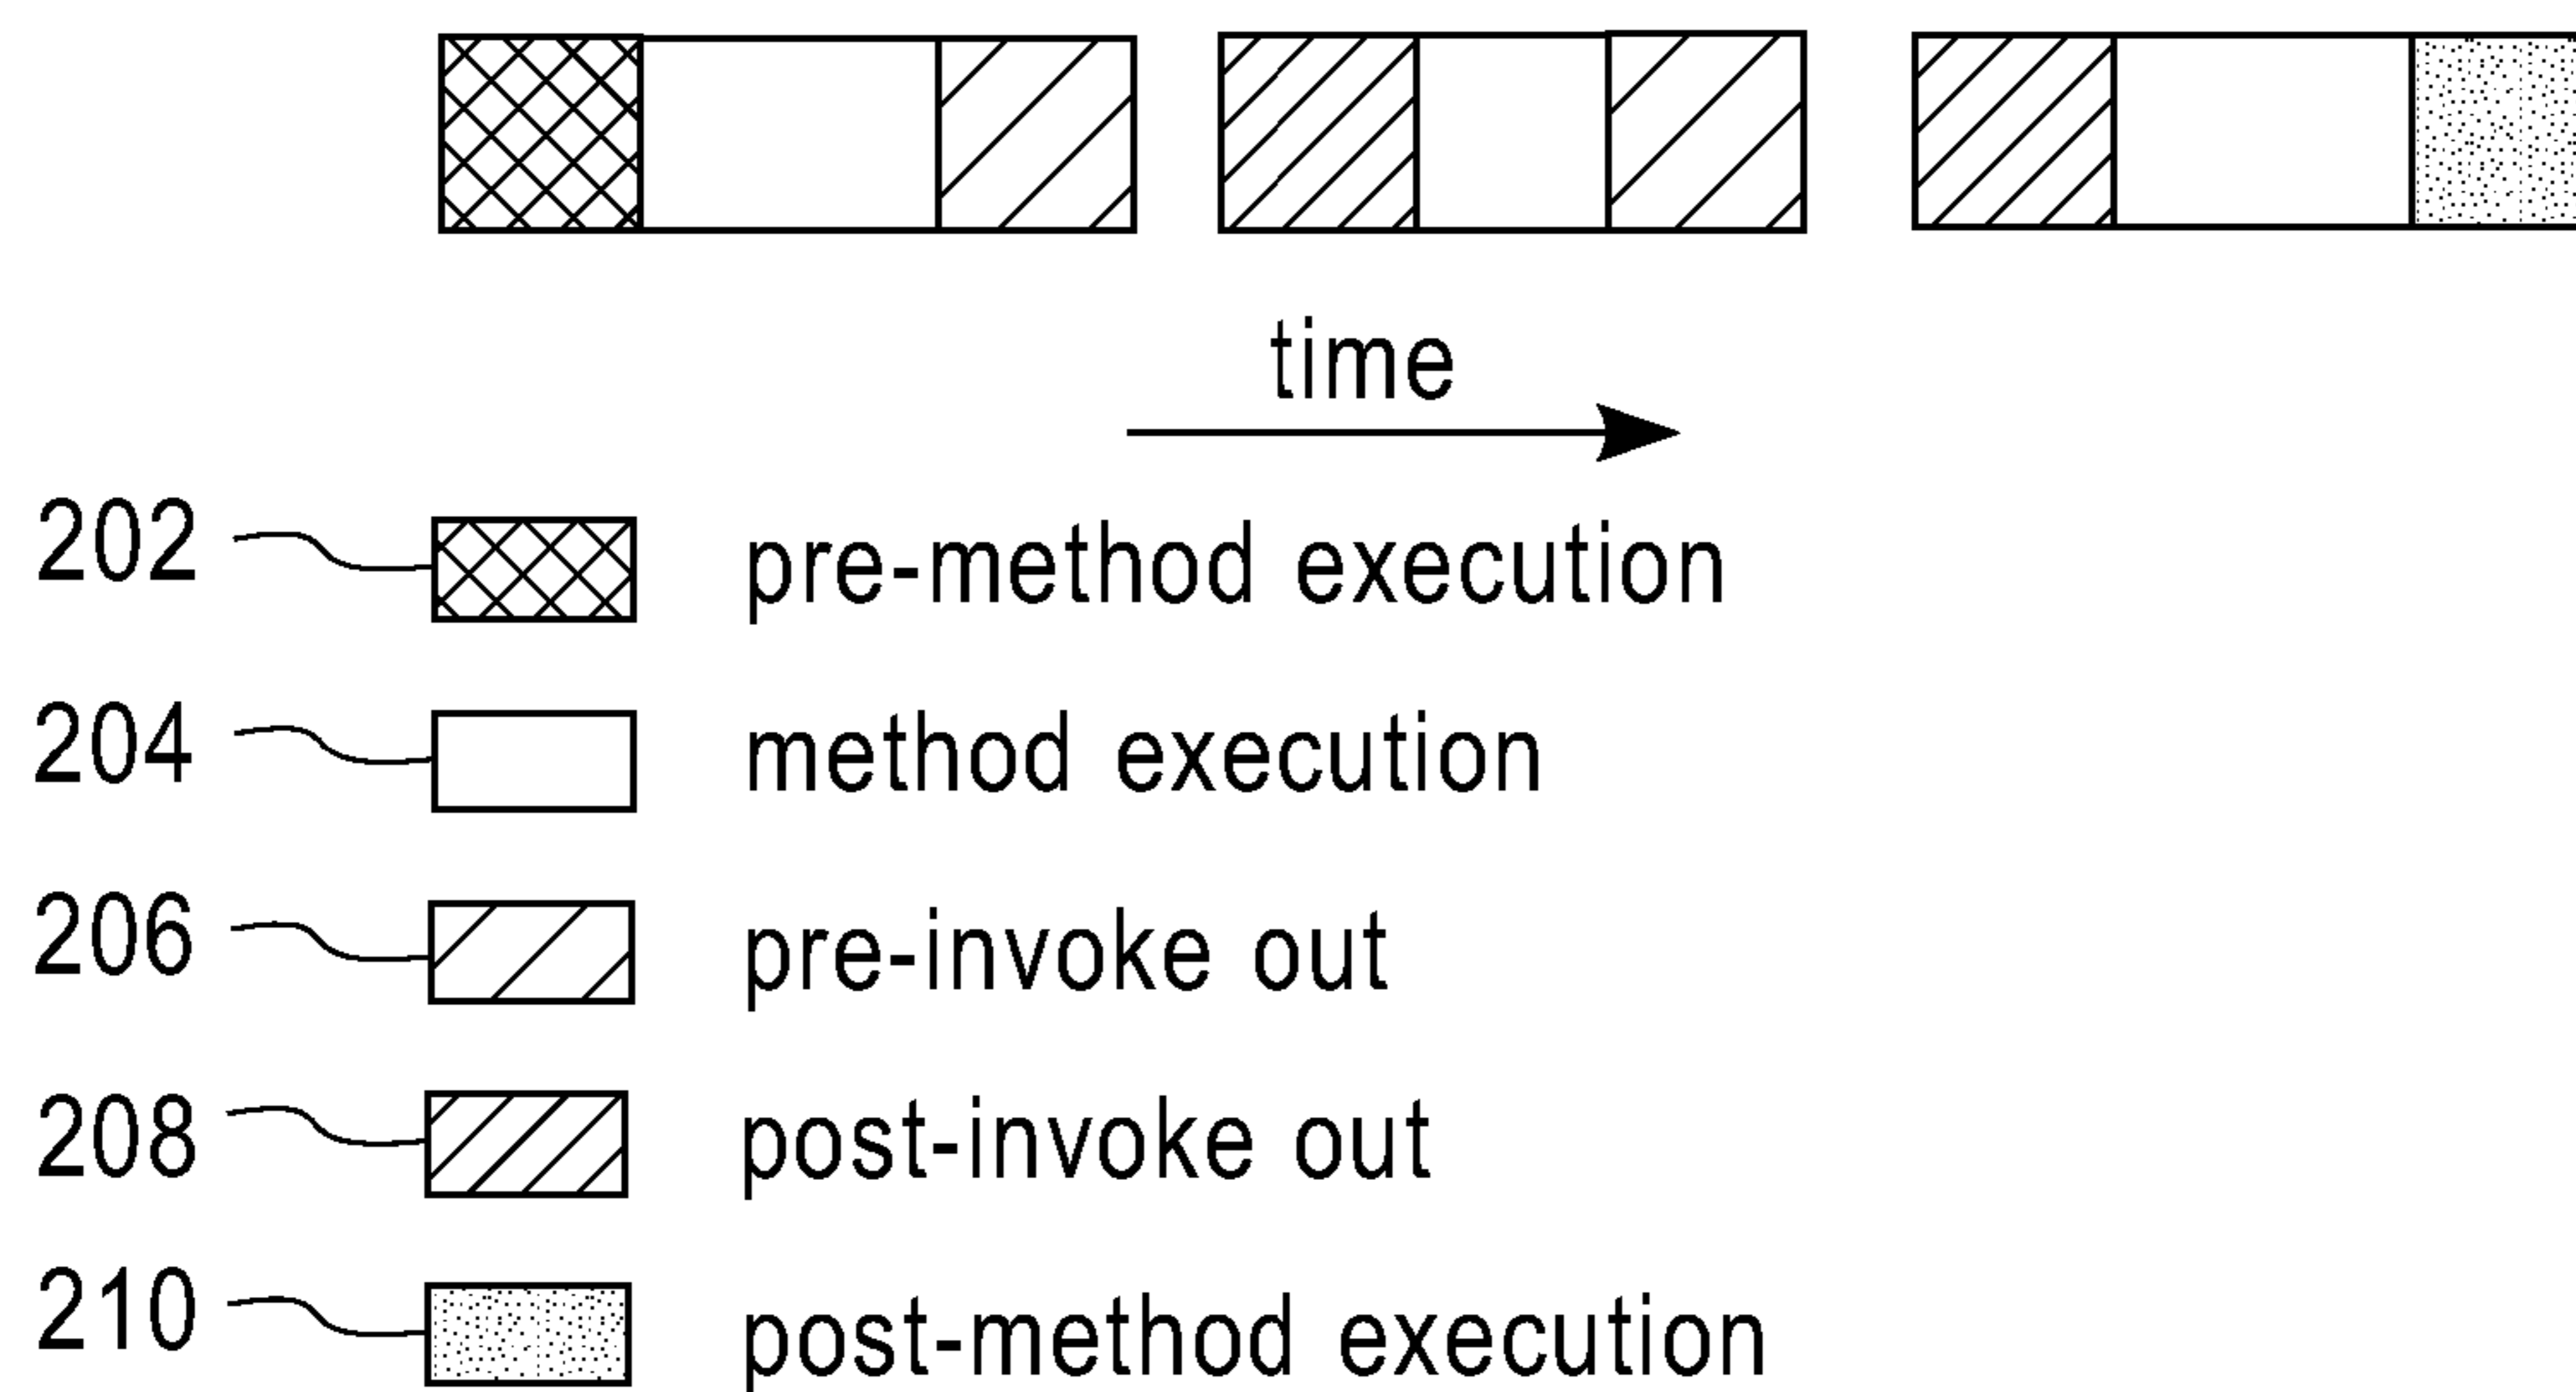 time
202 pre-method execution
204 method execution
206 pre-invoke out
208 post-invoke out
210 post-method execution